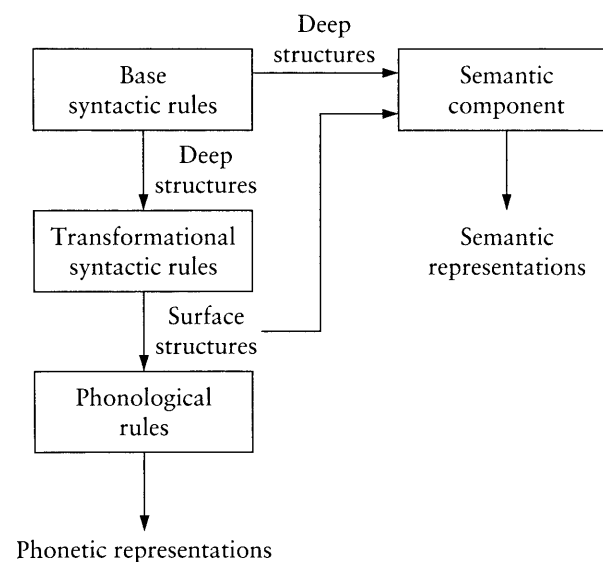 Deep
structures
Base
syntactic rules
Semantic
component
Deep
structures
Transformational
syntactic rules
Semantic
representations
Surface
structures
Phonological
rules
Phonetic representations